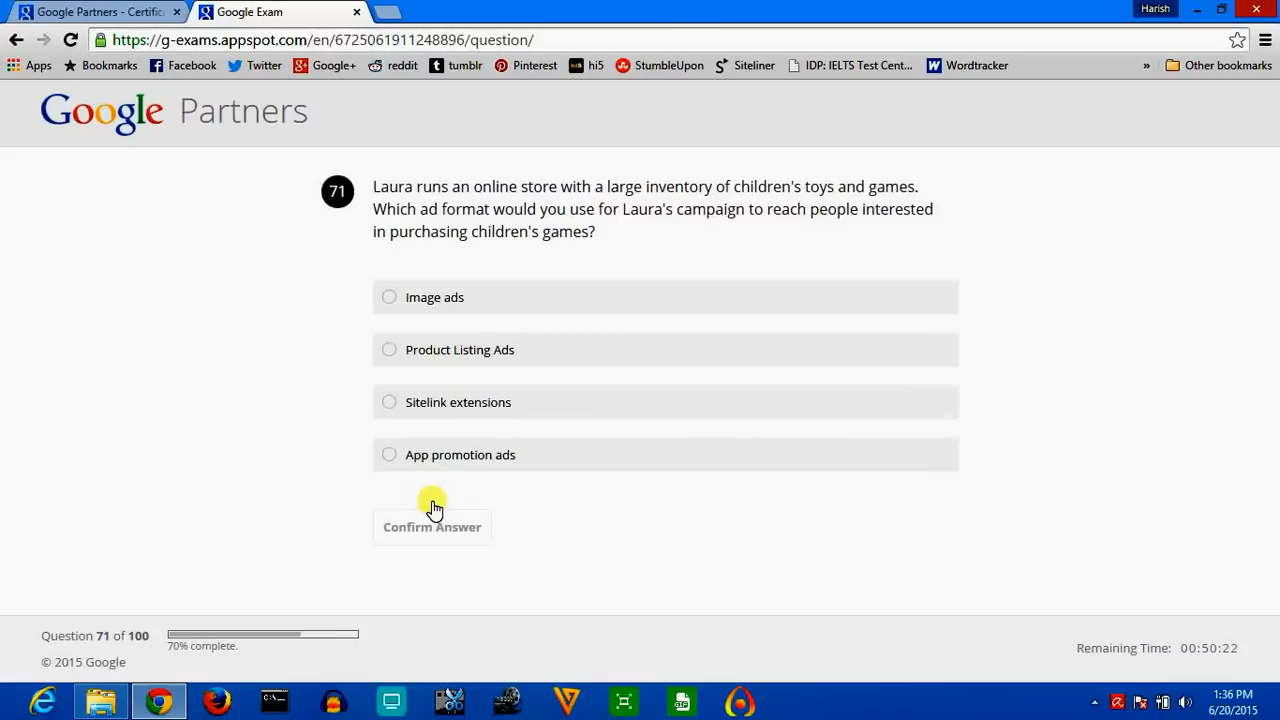 Google Partners - Certific
Google Exam
Harish
https://g-exams.appspot.com/en/6725061911248896/question/
Apps
Bookmarks
Facebook
Twitter
Google+
reddit
tumblr
Pinterest
hi5
StumbleUpon
Siteliner
IDP: IELTS Test Cent...
Wordtracker
»
Other bookmarks
Google Partners
71
Laura runs an online store with a large inventory of children's toys and games.
Which ad format would you use for Laura's campaign to reach people interested
in purchasing children's games?
Image ads
Product Listing Ads
Sitelink extensions
App promotion ads
Confirm Answer
Question 71 of 100
70% complete.
© 2015 Google
Remaining Time: 00:50:22
1:36 PM
6/20/2015